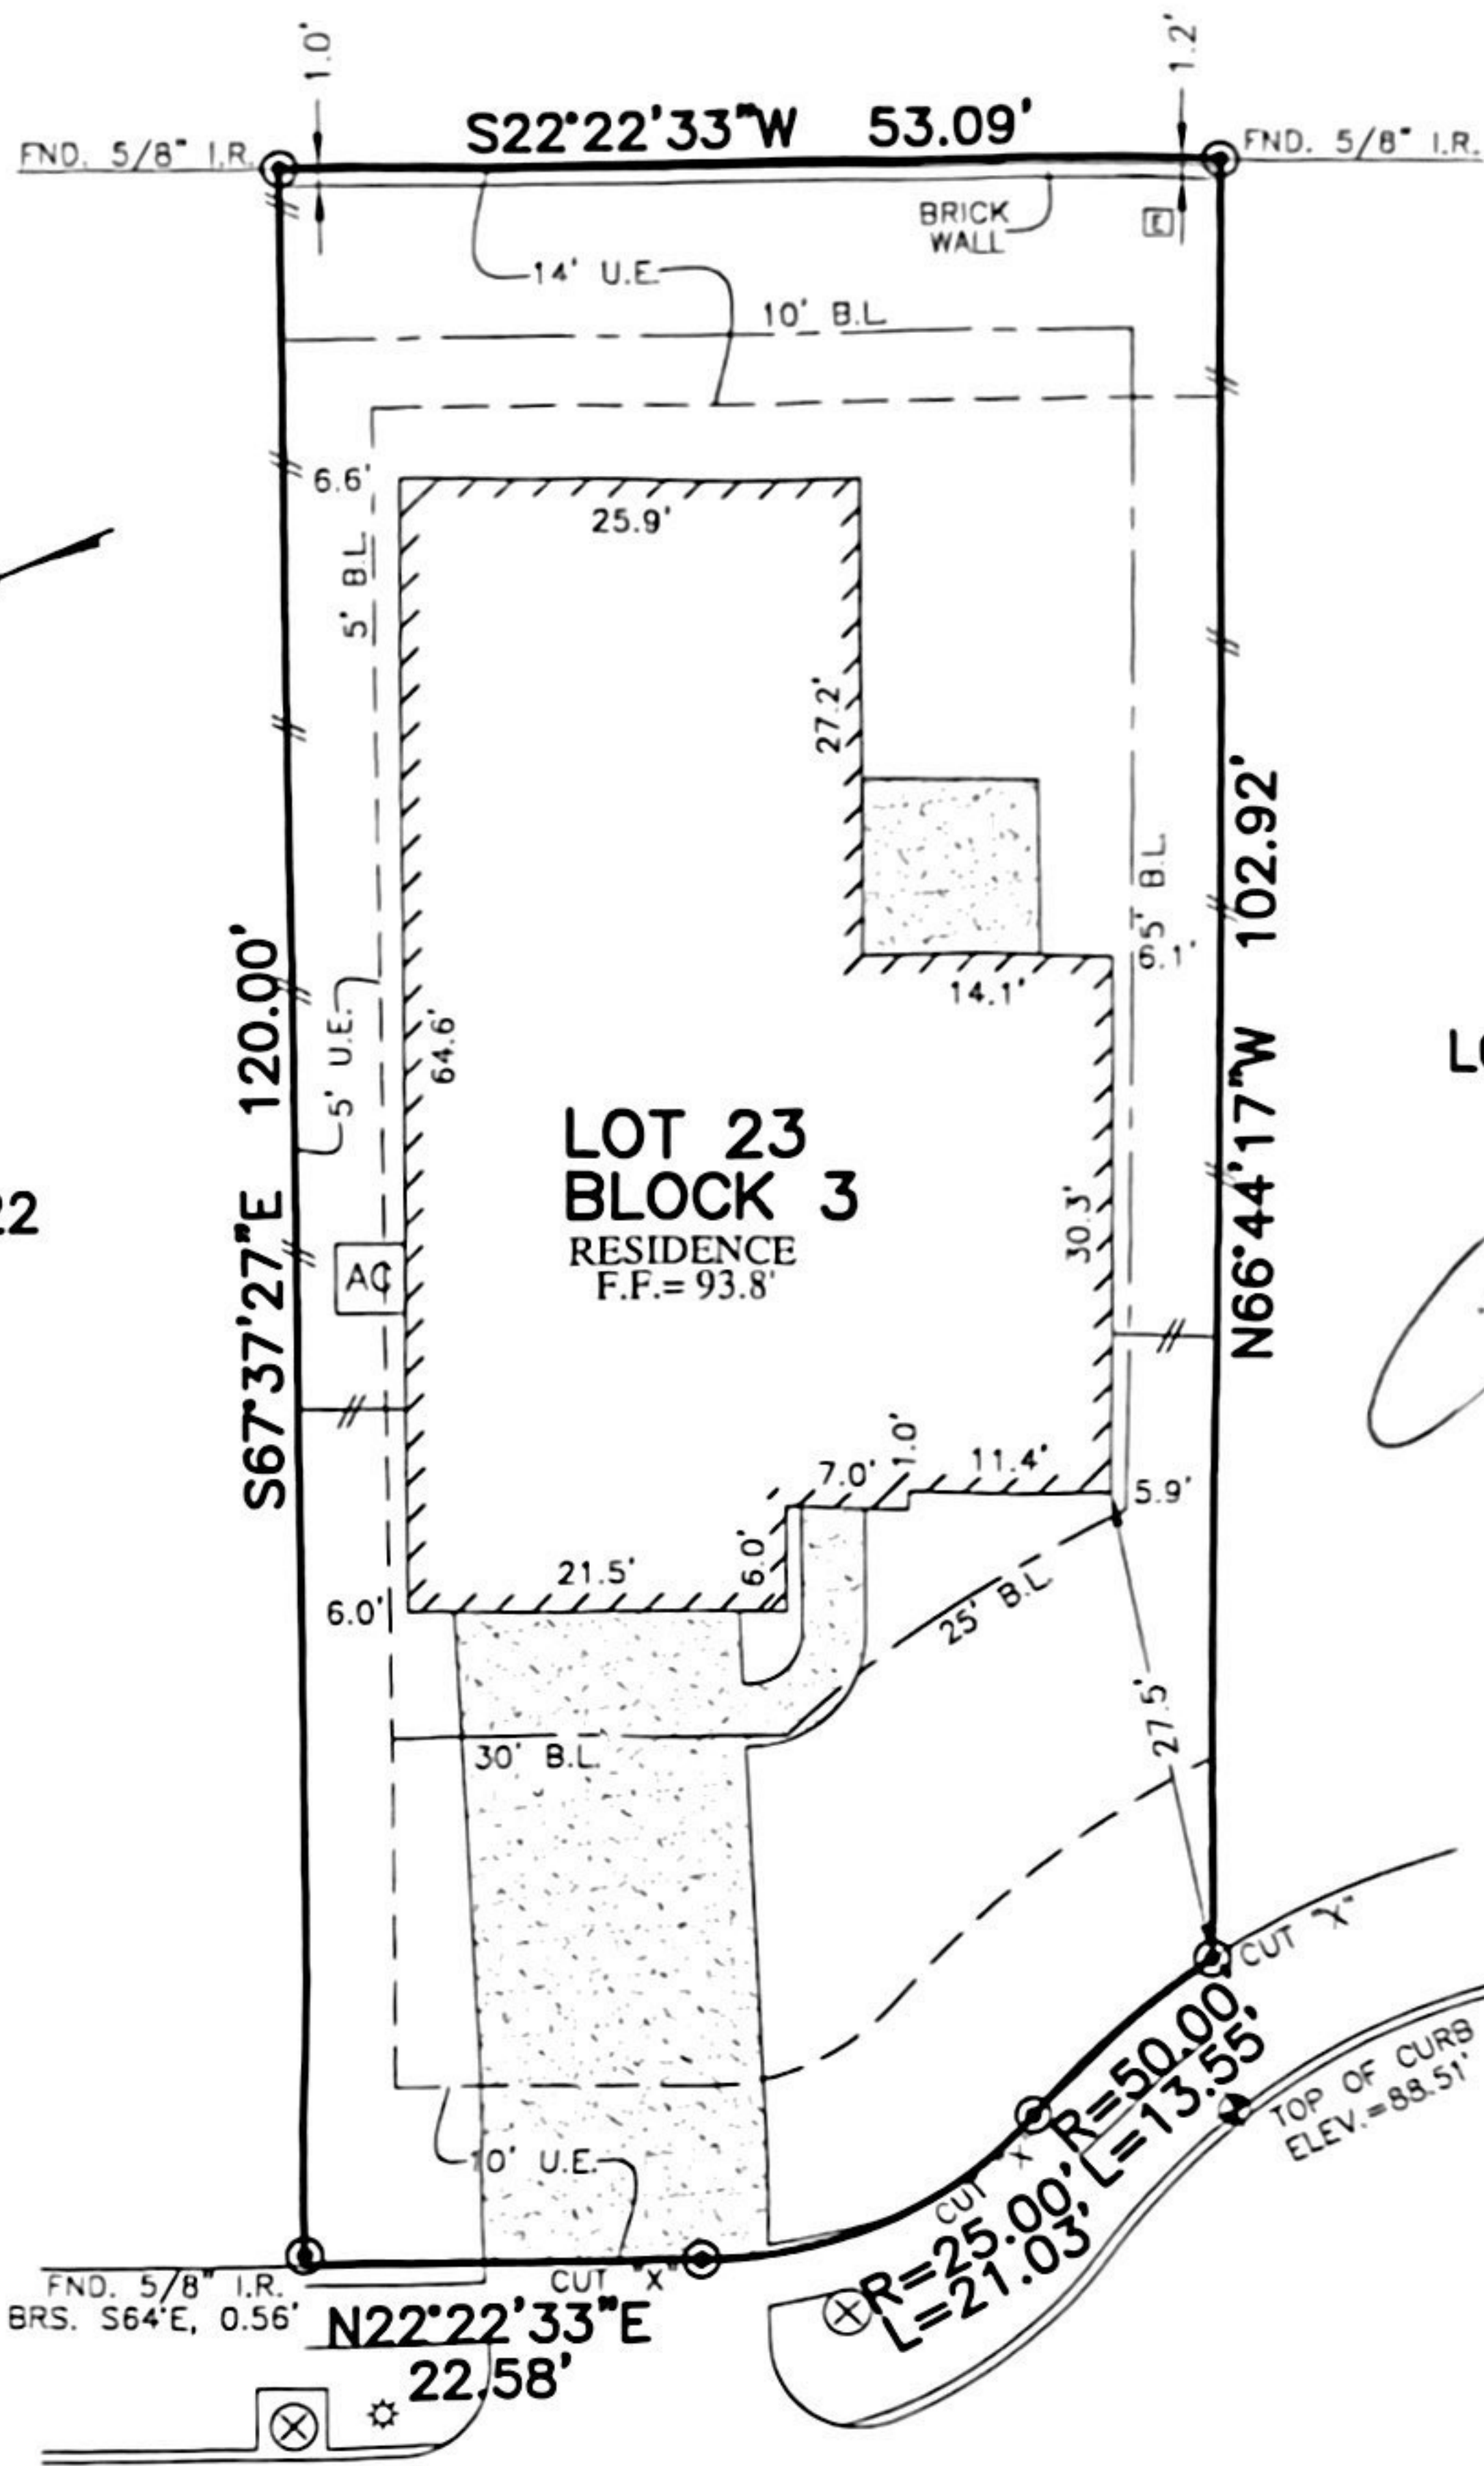 1.0'
1.2'
S22°22'33"W 53.09'
FND. 5/8" I.R.
FND. 5/8" I.R.
BRICK
WALL
E
14' U.E.
10' B.L.
6.6'
25.9'
5' B.L.
27.2'
102.92'
5' B.L.
6.1'
14.1'
120.00'
5' U.E.
64.6'
LOT 23
BLOCK 3
RESIDENCE
F.F.= 93.8'
22
S67°37'27"E
N66°44'17"W
30.3'
AC
7.0'
1.0'
11.4'
5.9'
21.5'
6.0'
6.0'
25' B.L.
27.5'
30' B.L.
CUT "X"
R=50.00'
L=13.55'
TOP OF CURB
ELEV.=88.51'
10' U.E.
CUT "X"
R=25.00'
L=21.03'
CUT "X"
FND. 5/8" I.R.
BRS. S64°E, 0.56'
N22°22'33"E
22.58'